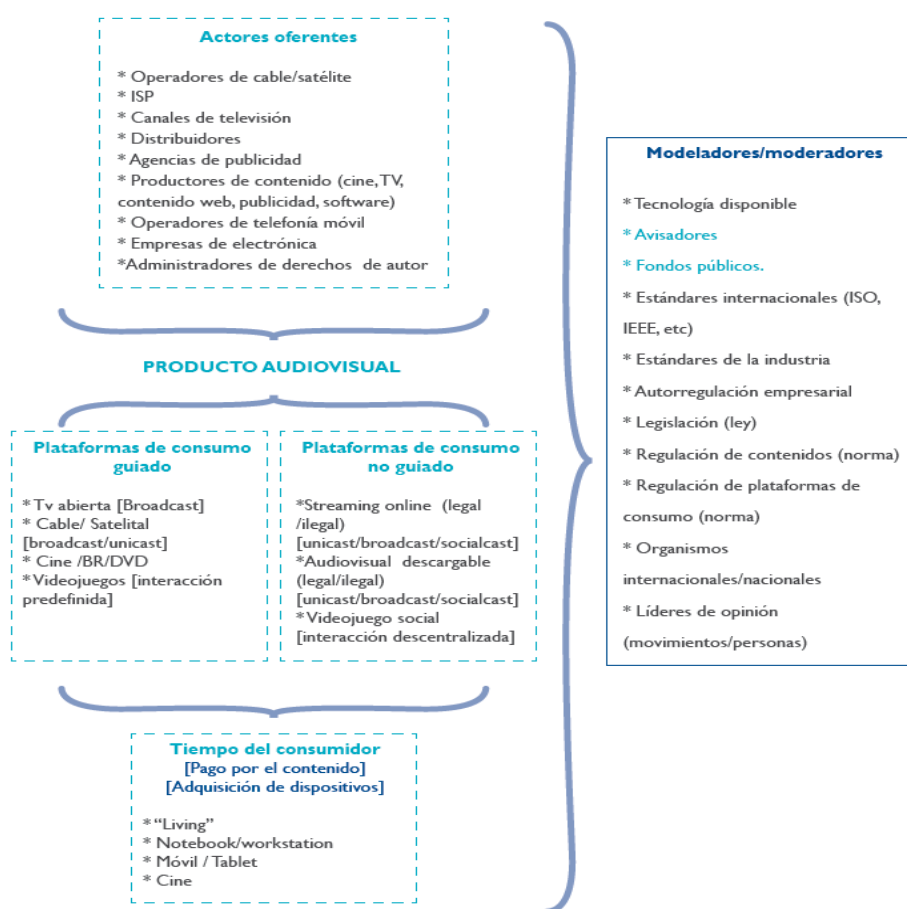 Actores oferentes
* Operadores de cable/satélite
* ISP
* Canales de televisión
* Distribuidores
* Agencias de publicidad
* Productores de contenido (cine, TV,
contenido web, publicidad, software)
* Operadores de telefonía móvil
* Empresas de electrónica
*Administradores de derechos de autor
PRODUCTO AUDIOVISUAL
Plataformas de consumo
guiado
* Tv abierta [Broadcast]
* Cable/ Satelital
[broadcast/unicast]
* Cine /BR/DVD
* Videojuegos [interacción
predefinida]
Plataformas de consumo
no guiado
*Streaming online (legal
/ilegal)
[unicast/broadcast/socialcast]
*Audiovisual descargable
(legal/ilegal)
[unicast/broadcast/socialcast]
* Videojuego social
[interacción descentralizada]
Tiempo del consumidor
[Pago por el contenido]
[Adquisición de dispositivos]
* “Living”
* Notebook/workstation
* Móvil / Tablet
* Cine
Modeladores/moderadores
* Tecnología disponible
* Avisadores
* Fondos públicos.
* Estándares internacionales (ISO,
IEEE, etc)
* Estándares de la industria
* Autorregulación empresarial
* Legislación (ley)
* Regulación de contenidos (norma)
* Regulación de plataformas de
consumo (norma)
* Organismos
internacionales/nacionales
* Líderes de opinión
(movimientos/personas)